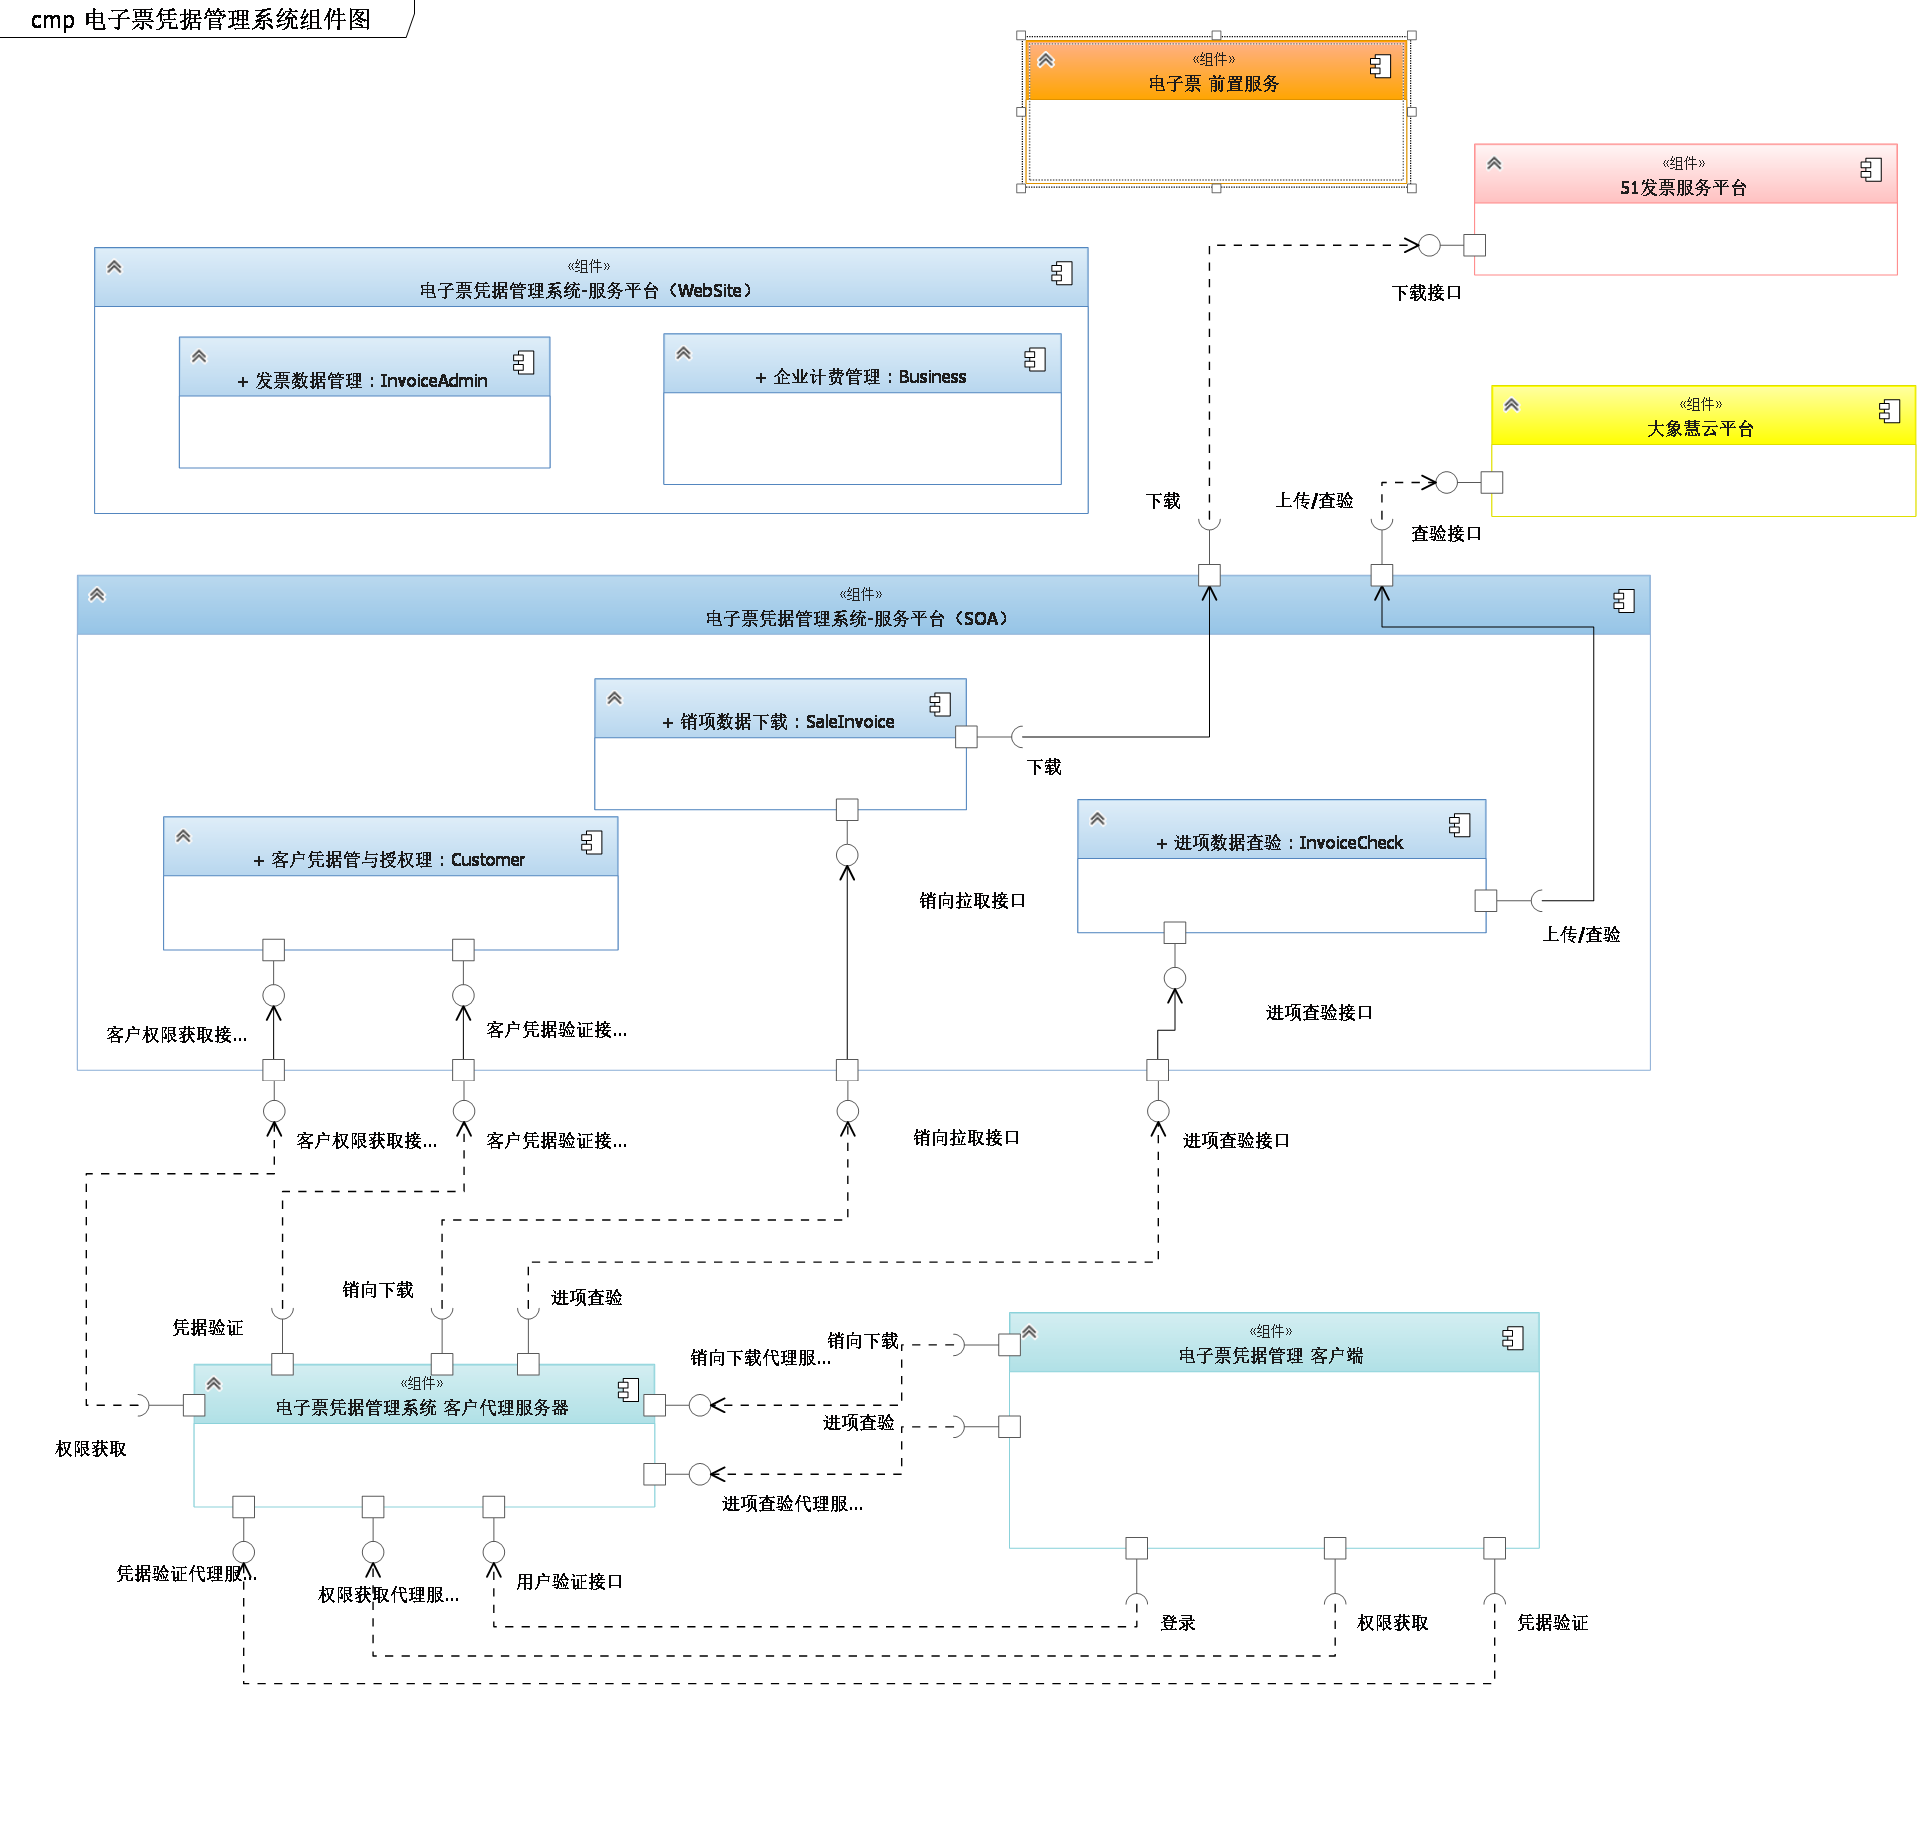 cmp 电子票凭据管理系统组件图
«组件»
电子票 前置服务
«组件»
51发票服务平台
下载接口
«组件»
电子票凭据管理系统-服务平台（WebSite）
+ 发票数据管理：InvoiceAdmin
+ 企业计费管理：Business
«组件»
大象慧云平台
下载
上传/查验
查验接口
«组件»
电子票凭据管理系统-服务平台（SOA）
+ 销项数据下载：SaleInvoice
下载
+ 客户凭据管与授权理：Customer
+ 进项数据查验：InvoiceCheck
销向拉取接口
上传/查验
客户权限获取接...
客户凭据验证接...
进项查验接口
客户权限获取接...
客户凭据验证接...
销向拉取接口
进项查验接口
销向下载
进项查验
凭据验证
«组件»
电子票凭据管理系统 客户代理服务器
权限获取
销向下载代理服...
销向下载
进项查验
进项查验代理服...
«组件»
电子票凭据管理 客户端
凭据验证代理服...
权限获取代理服...
用户验证接口
登录
权限获取
凭据验证